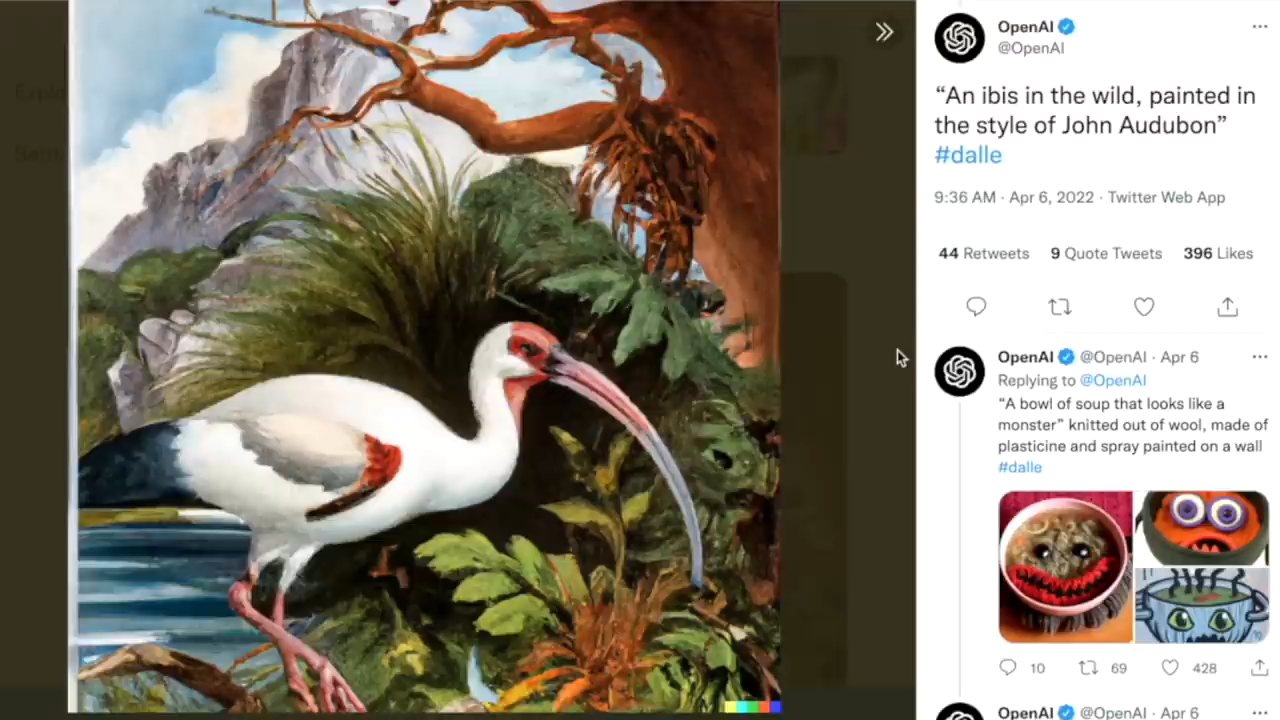 OpenAI
@OpenAI
“An ibis in the wild, painted in
the style of John Audubon”
#dalle
9:36 AM · Apr 6, 2022 · Twitter Web App
44 Retweets 9 Quote Tweets 396 Likes
OpenAI @OpenAI · Apr 6
Replying to @OpenAI
“A bowl of soup that looks like a
monster” knitted out of wool, made of
plasticine and spray painted on a wall
#dalle
10 69 428
OpenAI @OpenAI · Apr 6